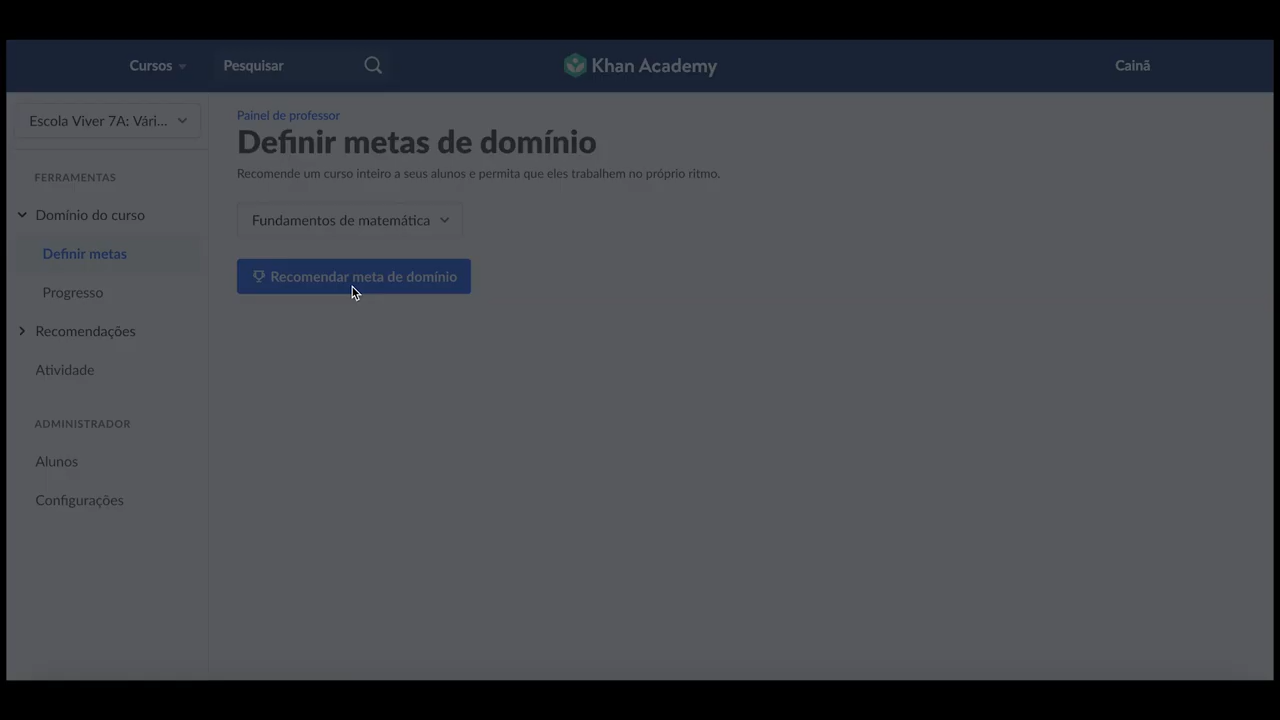 Cursos
Pesquisar
Khan Academy
Cainã
Escola Viver 7A: Vári...
FERRAMENTAS
Domínio do curso
Definir metas
Progresso
Recomendações
Atividade
ADMINISTRADOR
Alunos
Configurações
Painel de professor
Definir metas de domínio
Recomende um curso inteiro a seus alunos e permita que eles trabalhem no próprio ritmo.
Fundamentos de matemática
Recomendar meta de domínio